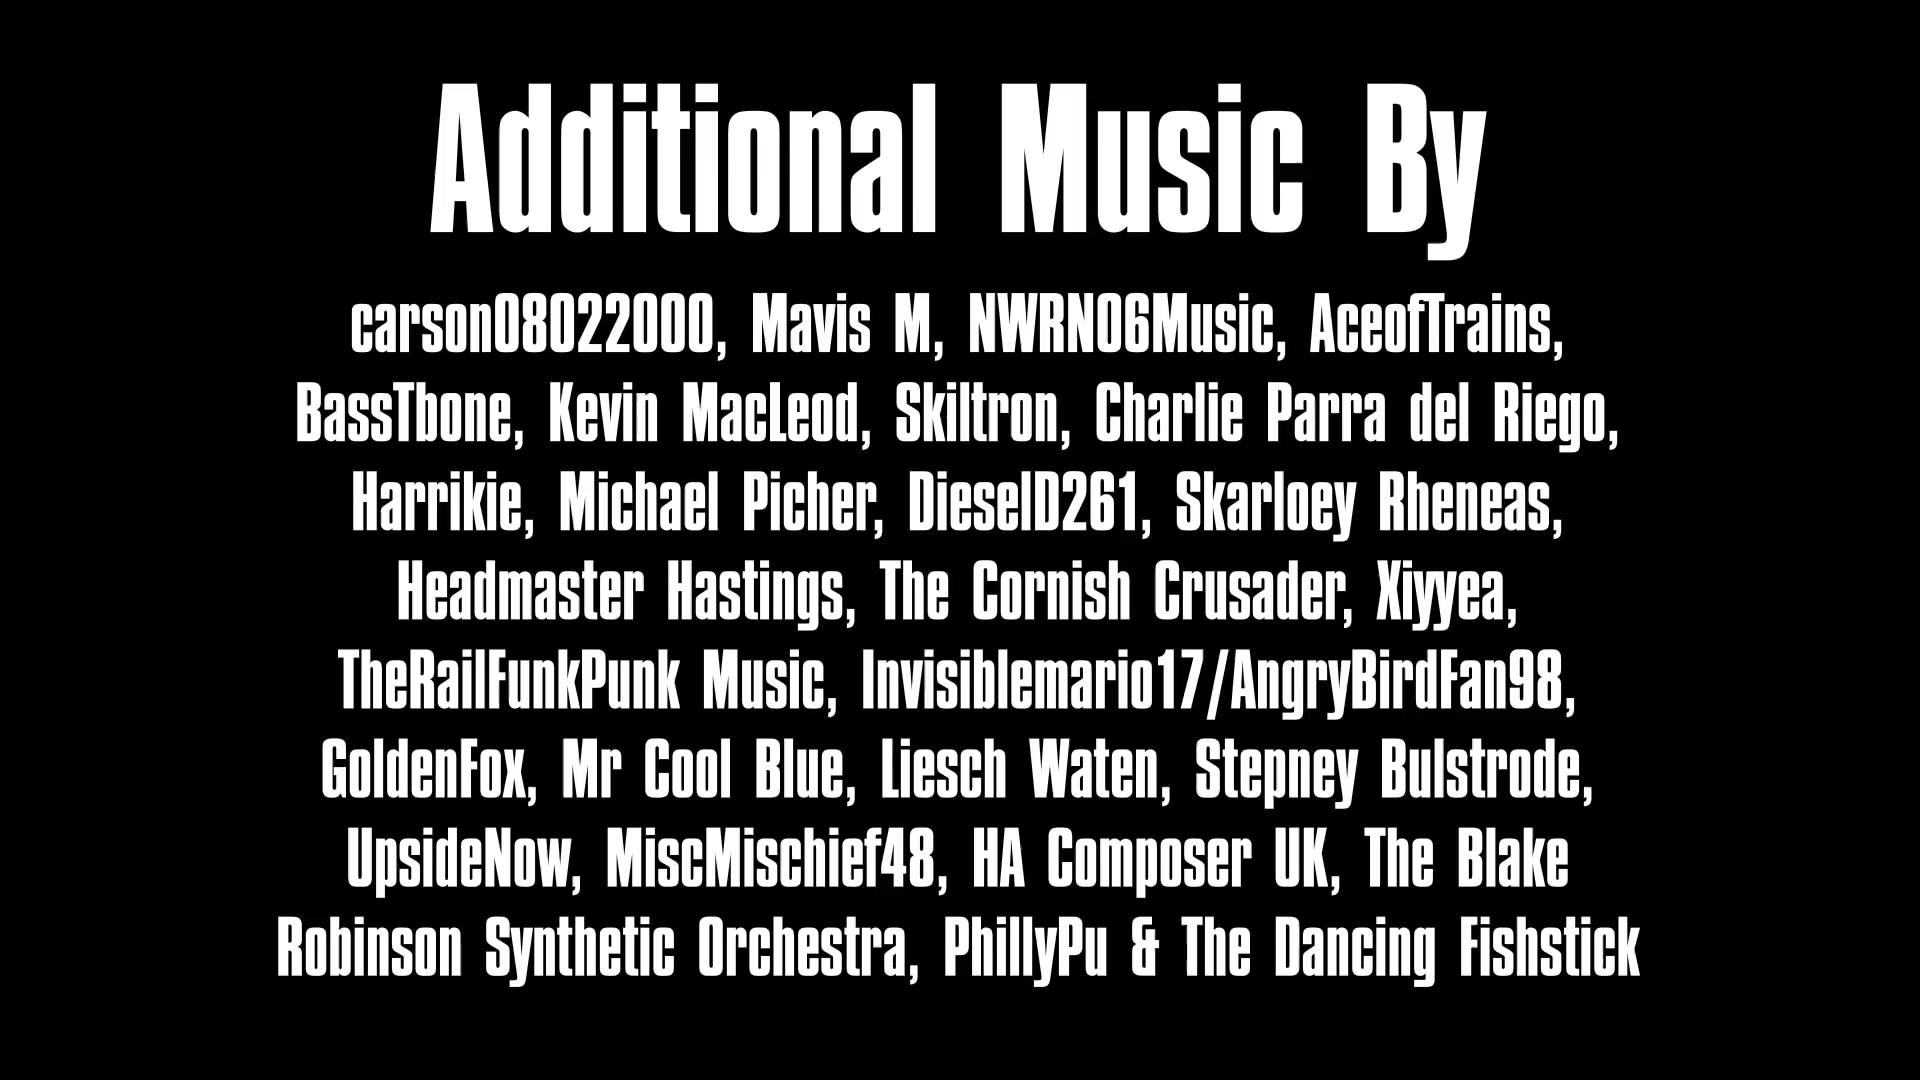 Additional Music By
carson08022000, Mavis M, NWRN06Music, AceofTrains,
BassTbone, Kevin MacLeod, Skiltron, Charlie Parra del Riego,
Harrikie, Michael Picher, DieselD261, Skarloey Rheneas,
Headmaster Hastings, The Cornish Crusader, Xiyyea,
TheRailFunkPunk Music, Invisiblemario17/AngryBirdFan98,
GoldenFox, Mr Cool Blue, Liesch Waten, Stepney Bulstrode,
UpsideNow, MiscMischief48, HA Composer UK, The Blake
Robinson Synthetic Orchestra, PhillyPu & The Dancing Fishstick